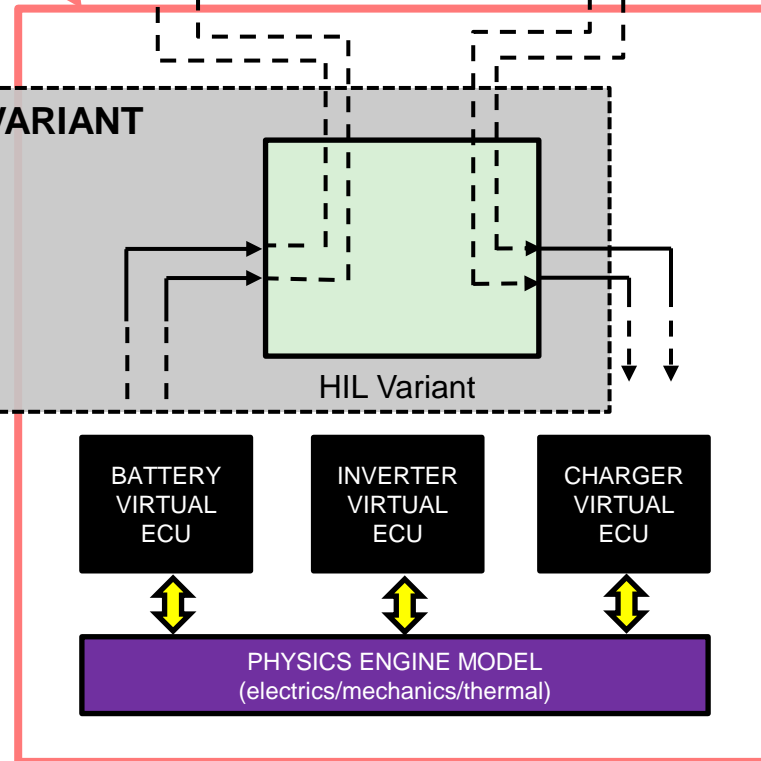 VARIANT
HIL Variant
BATTERY
VIRTUAL
ECU
INVERTER
VIRTUAL
ECU
CHARGER
VIRTUAL
ECU
PHYSICS ENGINE MODEL
(electrics/mechanics/thermal)